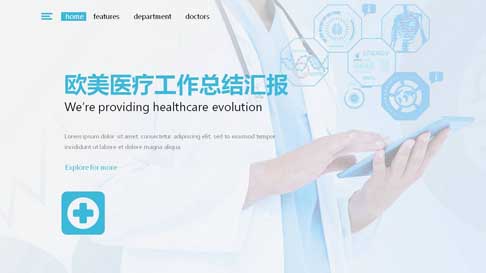 home features department doctors
欧美医疗工作总结汇报
We're providing healthcare evolution
Lorem ipsum dolor sit amet, consectetur adipiscing elit, sed to eiusmod tempor
incididunt ut labore et dolore magna aliqua.
Explore for more
ENERGY